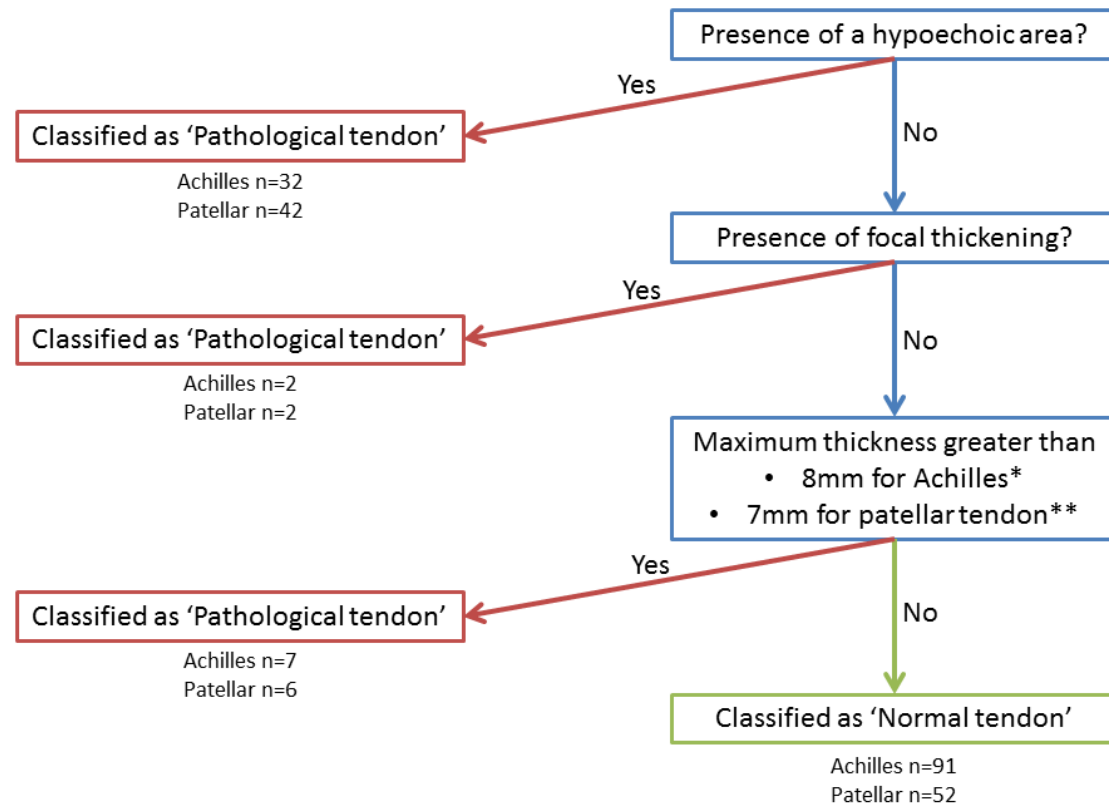 Presence of a hypoechoic area?
Yes
No
Classified as ‘Pathological tendon’
Achilles n=32
Patellar n=42
Presence of focal thickening?
Yes
No
Classified as ‘Pathological tendon’
Achilles n=2
Patellar n=2
Maximum thickness greater than
• 8mm for Achilles*
• 7mm for patellar tendon**
Yes
No
Classified as ‘Pathological tendon’
Achilles n=7
Patellar n=6
Classified as ‘Normal tendon’
Achilles n=91
Patellar n=52